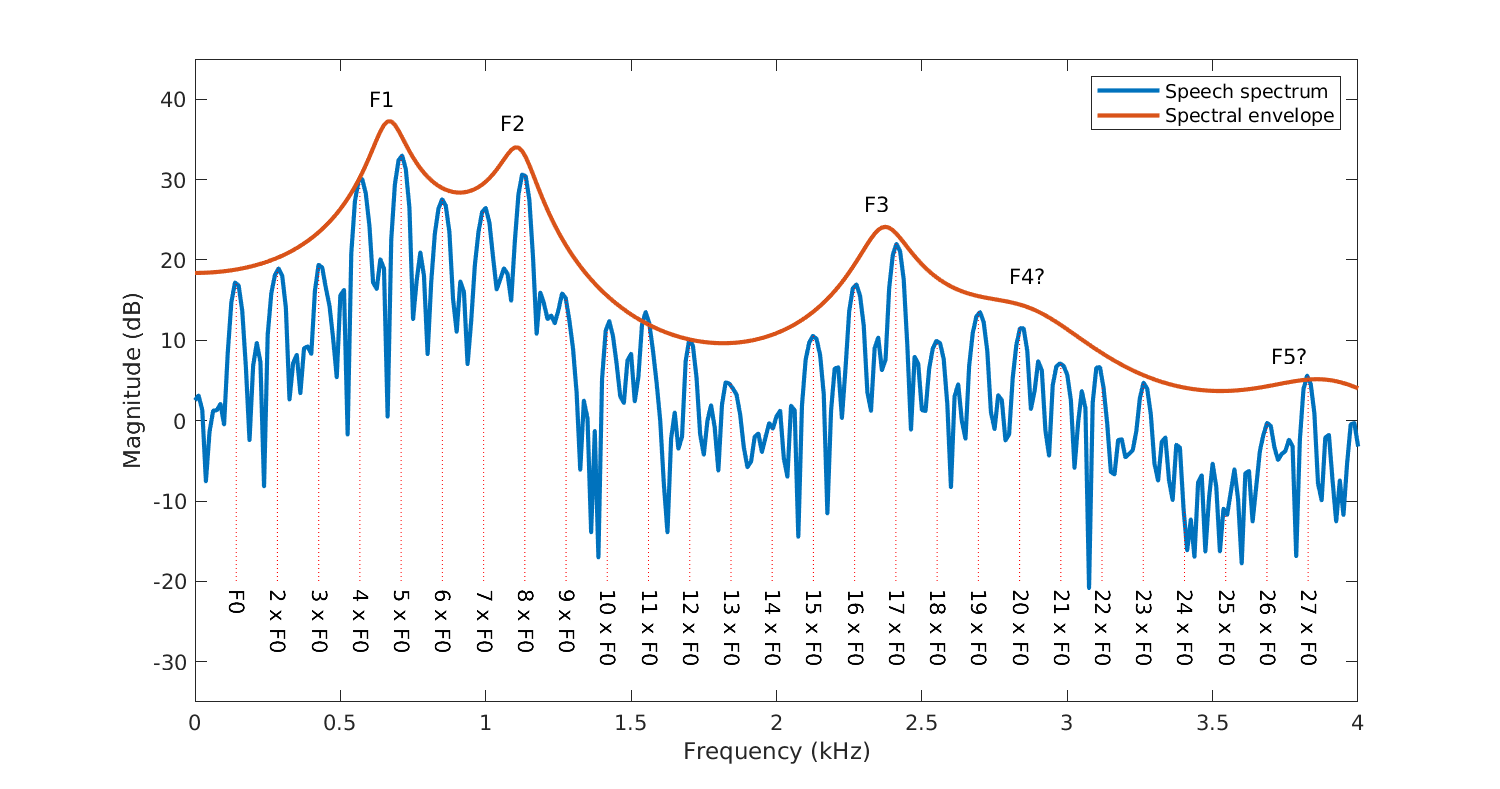 F1
F2
F3
F4?
F5?
Speech spectrum
Spectral envelope
Magnitude (dB)
40
30
20
10
0
-10
-20
-30
F0
2 x F0
3 x F0
4 x F0
5 x F0
6 x F0
7 x F0
8 x F0
9 x F0
10 x F0
11 x F0
12 x F0
13 x F0
14 x F0
15 x F0
16 x F0
17 x F0
18 x F0
19 x F0
20 x F0
21 x F0
22 x F0
23 x F0
24 x F0
25 x F0
26 x F0
27 x F0
0
0.5
1
1.5
2
2.5
3
3.5
4
Frequency (kHz)